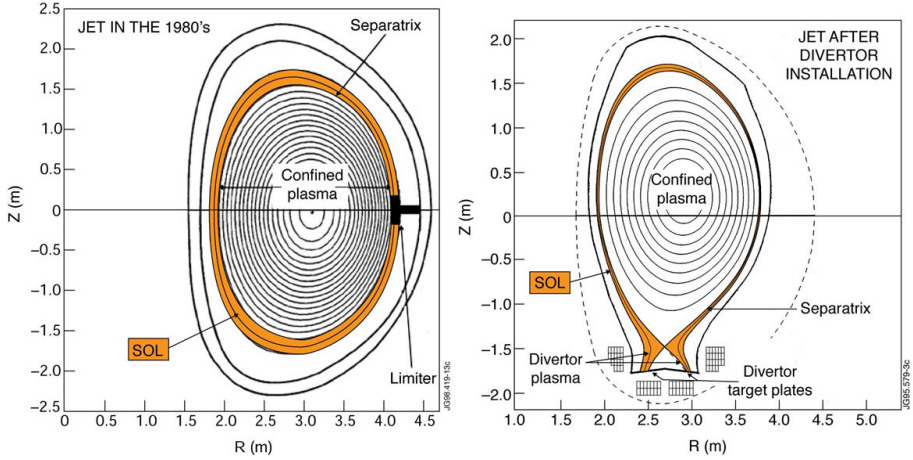 JET IN THE 1980's
Separatrix
Confined
plasma
SOL
Limiter
JG98.419-13c
Z (m)
2.5
2.0
1.5
1.0
0.5
0
–0.5
–1.0
–1.5
–2.0
–2.5
0 1.0 1.5 2.0 2.5 3.0 3.5 4.0 4.5
R (m)
JET AFTER
DIVERTOR
INSTALLATION
Confined
plasma
SOL
Separatrix
Divertor
plasma
Divertor
target plates
JG95.579-3c
Z (m)
2.0
1.5
1.0
0.5
0
–0.5
–1.0
–1.5
–2.0
1.0 1.5 2.0 2.5 3.0 3.5 4.0 4.5 5.0
R (m)